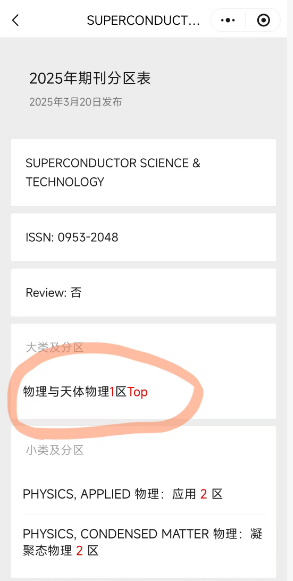 SUPERCONDUCT...
2025年期刊分区表
2025年3月20日发布
SUPERCONDUCTOR SCIENCE &
TECHNOLOGY
ISSN: 0953-2048
Review: 否
大类及分区
物理与天体物理1区Top
小类及分区
PHYSICS, APPLIED 物理：应用 2 区
PHYSICS, CONDENSED MATTER 物理：凝
聚态物理 2 区